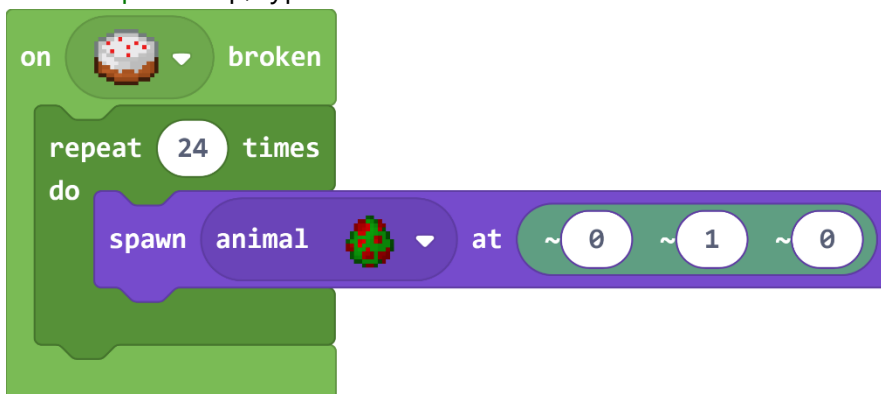 on broken
repeat 24 times
do
spawn animal at ~ 0 ~ 1 ~ 0